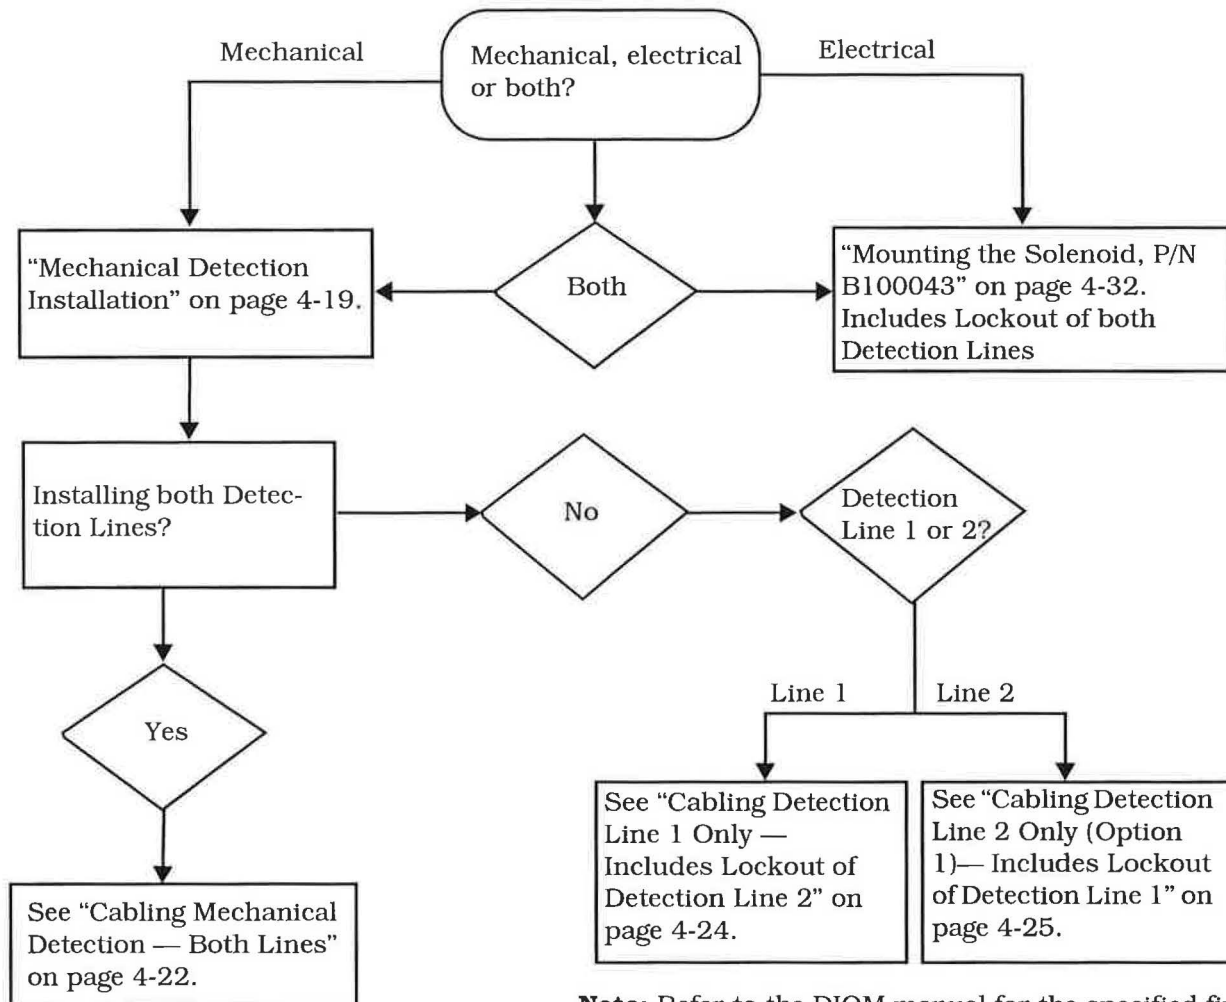 Mechanical
Mechanical, electrical
or both?
Electrical
"Mechanical Detection
Installation" on page 4-19.
Both
"Mounting the Solenoid, P/N
B100043" on page 4-32.
Includes Lockout of both
Detection Lines
Installing both Detec-
tion Lines?
No
Detection
Line 1 or 2?
Yes
Line 1
Line 2
See "Cabling Mechanical
Detection — Both Lines"
on page 4-22.
See "Cabling Detection
Line 1 Only —
Includes Lockout of
Detection Line 2" on
page 4-24.
See "Cabling Detection
Line 2 Only (Option
1)— Includes Lockout
of Detection Line 1" on
page 4-25.
Note: Refer to the DIOM manual for the specified